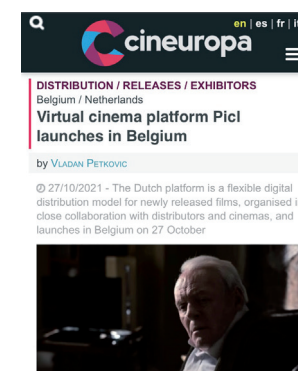 en | es | fr | it
cineuropa
DISTRIBUTION / RELEASES / EXHIBITORS
Belgium / Netherlands
Virtual cinema platform Picl
launches in Belgium
by VLADAN PETKOVIC
27/10/2021 - The Dutch platform is a flexible digital
distribution model for newly released films, organised i
close collaboration with distributors and cinemas, and
launches in Belgium on 27 October